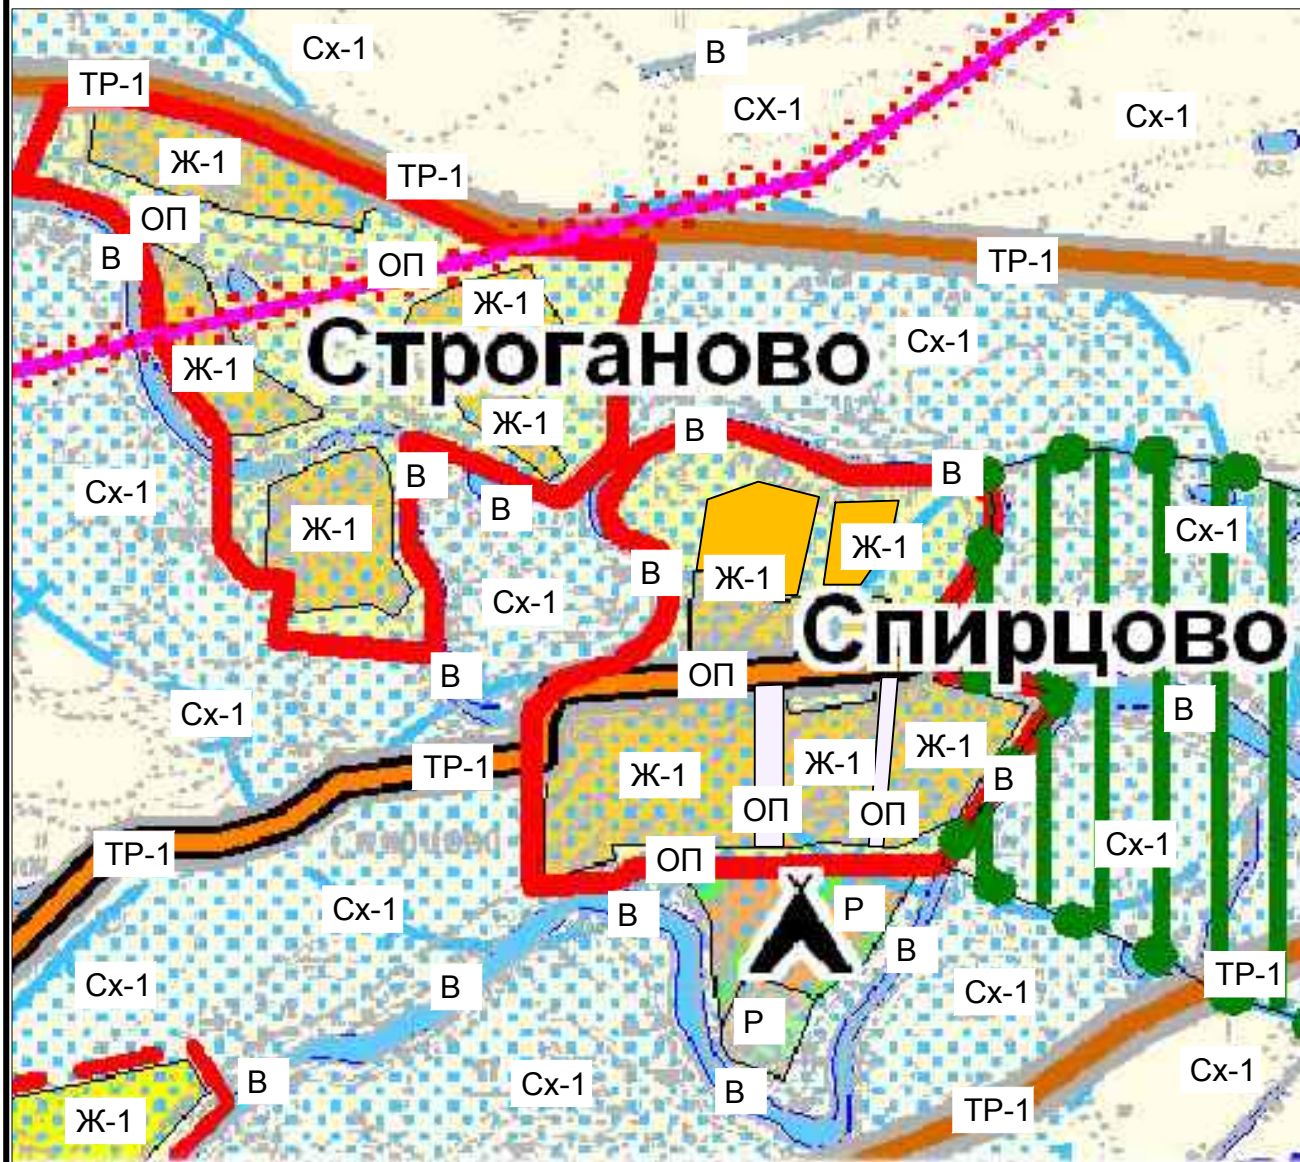 Сх-1
В
ТР-1
СХ-1
Сх-1
Ж-1
ТР-1
ОП
В
ОП
ТР-1
Ж-1
Строганово
Сх-1
Ж-1
Ж-1
В
В
В
Сх-1
В
Ж-1
Сх-1
Ж-1
В
Ж-1
Сх-1
Спирцово
В
ОП
Сх-1
В
Ж-1
Ж-1
Ж-1
ТР-1
В
ОП
ОП
Сх-1
ТР-1
ОП
Сх-1
В
Р
В
Сх-1
В
Сх-1
ТР-1
Р
Сх-1
В
Сх-1
В
ТР-1
Ж-1